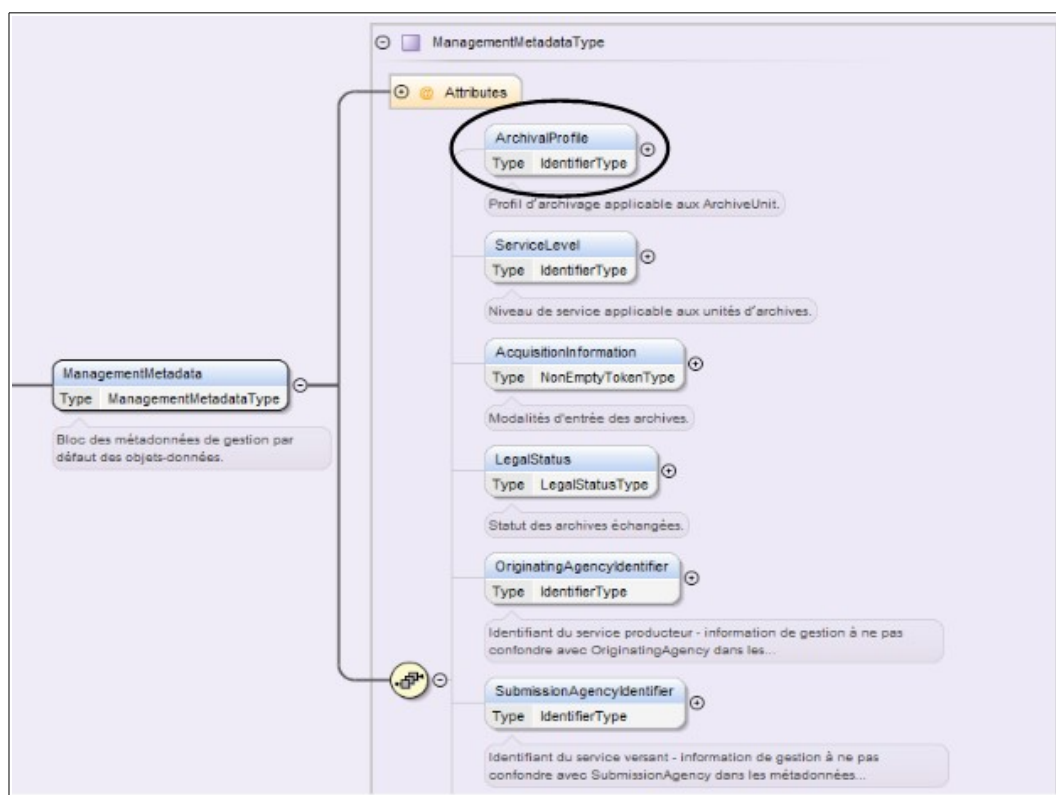 ManagementMetadataType
@ Attributes
ArchivalProfile
Type IdentifierType
Profil d'archivage applicable aux ArchiveUnit.
ServiceLevel
Type IdentifierType
Niveau de service applicable aux unités d'archives.
AcquisitionInformation
Type NonEmptyTokenType
Modalités d'entrée des archives.
ManagementMetadata
Type ManagementMetadataType
Bloc des métadonnées de gestion par
défaut des objets-données.
LegalStatus
Type LegalStatusType
Statut des archives échangées.
OriginatingAgencyIdentifier
Type IdentifierType
Identifiant du service producteur - information de gestion à ne pas
confondre avec OriginatingAgency dans les...
SubmissionAgencyIdentifier
Type IdentifierType
Identifiant du service versant - information de gestion à ne pas
confondre avec SubmissionAgency dans les métadonnées...